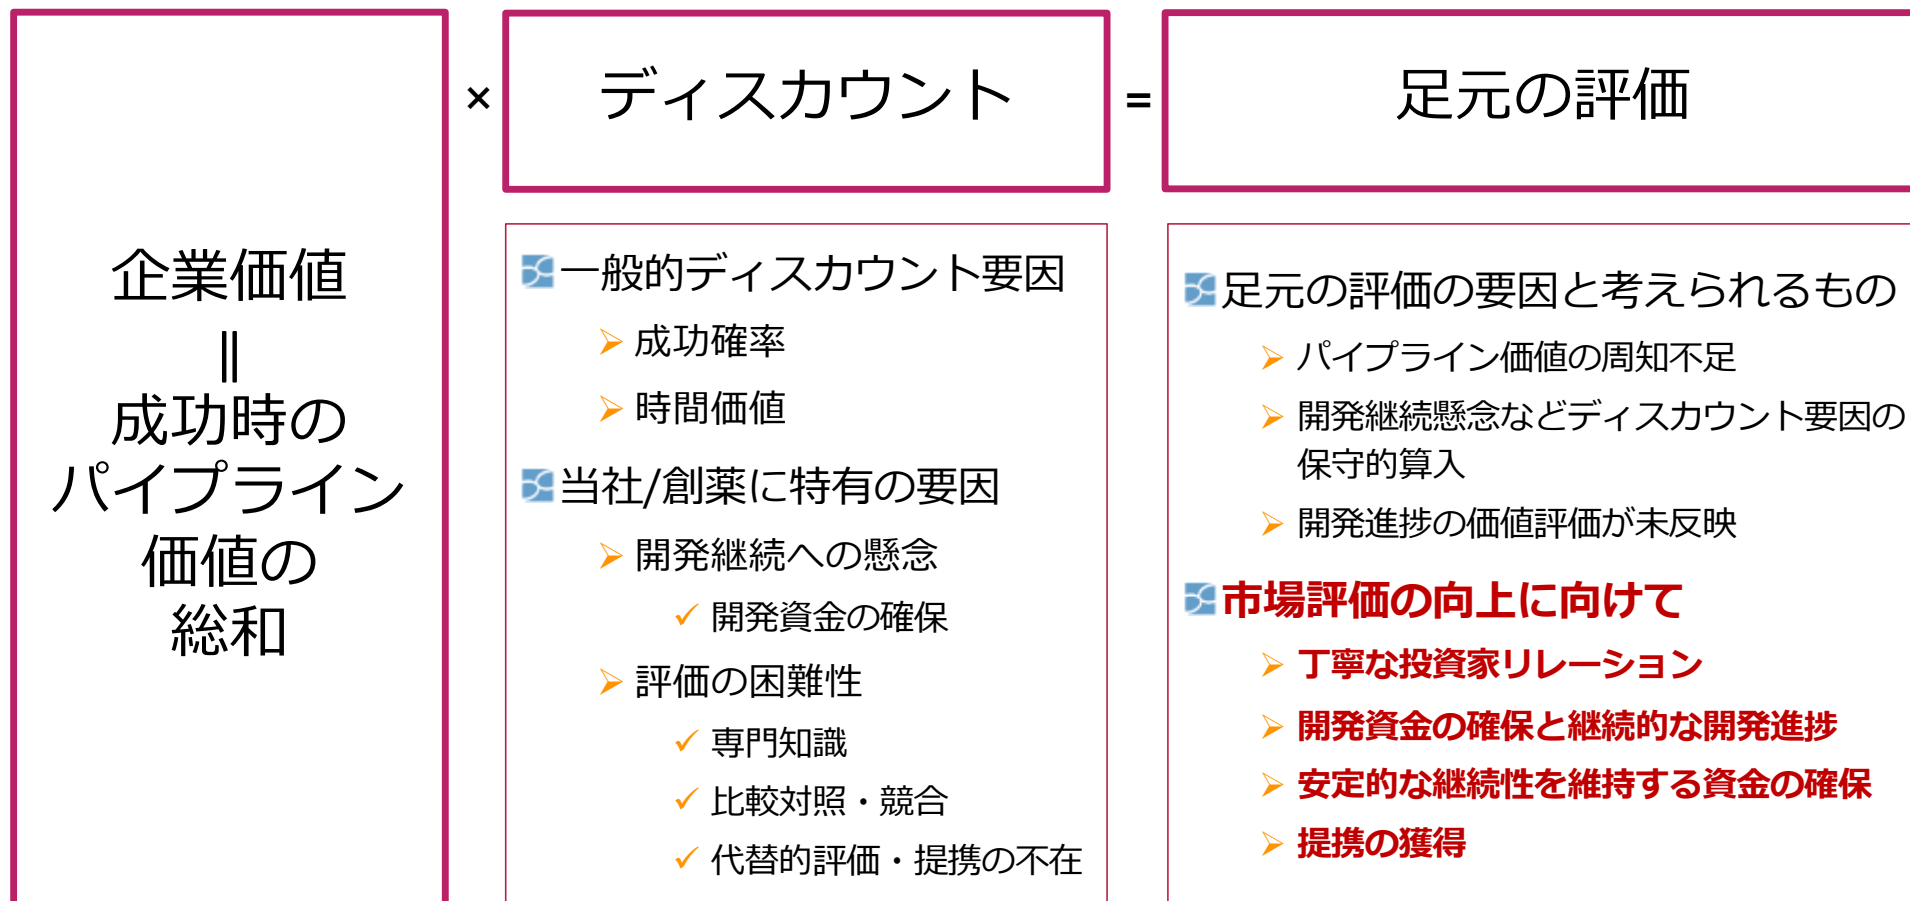 企業価値
||
成功時の
パイプライン
価値の
総和
×
ディスカウント
=
足元の評価
一般的ディスカウント要因
成功確率
時間価値
当社/創薬に特有の要因
開発継続への懸念
開発資金の確保
評価の困難性
専門知識
比較対照・競合
代替的評価・提携の不在
足元の評価の要因と考えられるもの
パイプライン価値の周知不足
開発継続懸念などディスカウント要因の
保守的算入
開発進捗の価値評価が未反映
市場評価の向上に向けて
丁寧な投資家リレーション
開発資金の確保と継続的な開発進捗
安定的な継続性を維持する資金の確保
提携の獲得